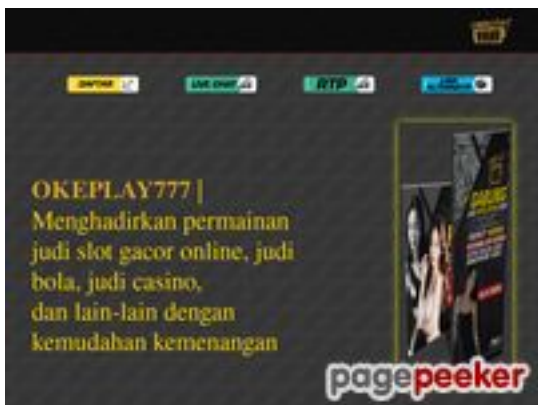 DAFTAR
LIVE CHAT
RTP
OKEPLAY777 |
Menghadirkan permainan
judi slot gacor online, judi
bola, judi casino,
dan lain-lain dengan
kemudahan kemenangan
pagepeeker